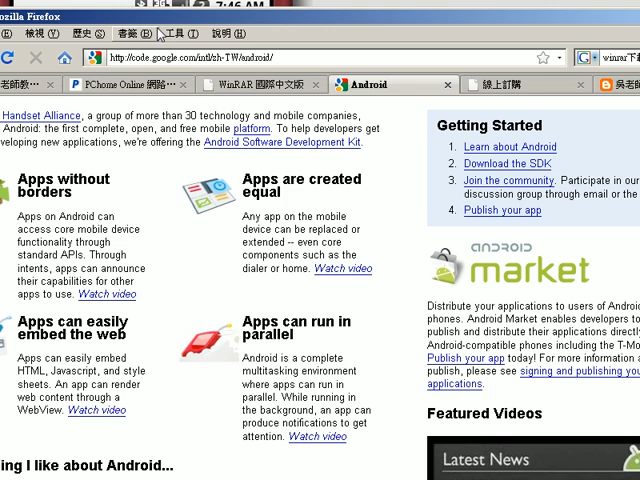 7:46 AM
ozilla Firefox
(E) 檢視(V) 歷史(S) 書籤(B) 工具(T) 說明(H)
http://code.google.com/intl/zh-TW/android/
winrar下載
老師教... PChome Online 網路... WinRAR 國際中文版 Android 線上訂購 吳老師
Handset Alliance, a group of more than 30 technology and mobile companies,
Android: the first complete, open, and free mobile platform. To help developers get
veloping new applications, we're offering the Android Software Development Kit.
Apps without
borders
Apps on Android can
access core mobile device
functionality through
standard APIs. Through
intents, apps can announce
their capabilities for other
apps to use. Watch video
Apps are created
equal
Any app on the mobile
device can be replaced or
extended -- even core
components such as the
dialer or home. Watch video
Apps can easily
embed the web
Apps can easily embed
HTML, Javascript, and style
sheets. An app can render
web content through a
WebView. Watch video
Apps can run in
parallel
Android is a complete
multitasking environment
where apps can run in
parallel. While running in
the background, an app can
produce notifications to get
attention. Watch video
ing I like about Android...
Getting Started
1. Learn about Android
2. Download the SDK
3. Join the community. Participate in our
discussion group through email or the
4. Publish your app
android
market
Distribute your applications to users of Android
phones. Android Market enables developers to
publish and distribute their applications directly
Android-compatible phones including the T-Mo
Publish your app today! For more information a
publish, please see signing and publishing you
applications.
Featured Videos
Latest News